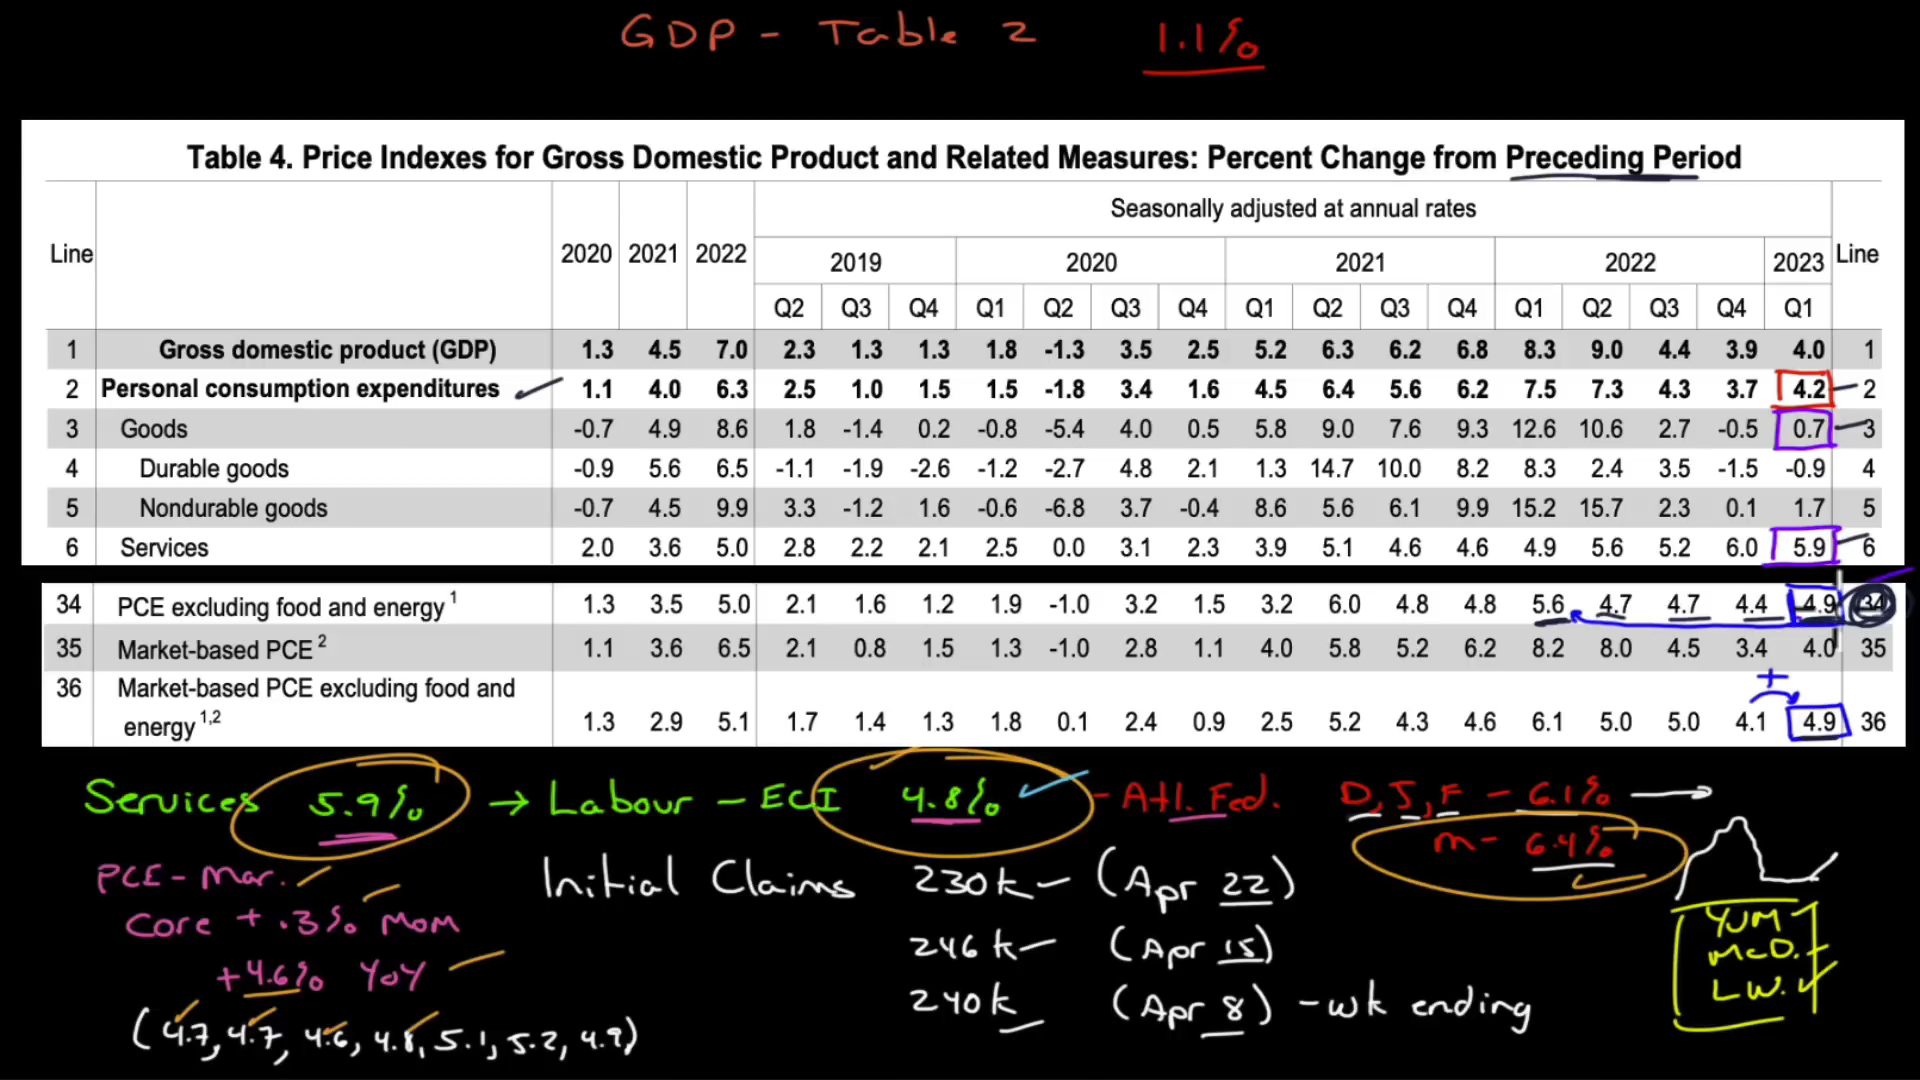 GDP - Table 2 1.1%
Table 4. Price Indexes for Gross Domestic Product and Related Measures: Percent Change from Preceding Period
Line 2020 2021 2022 Seasonally adjusted at annual rates Line
2019 2020 2021 2022 2023
Q2 Q3 Q4 Q1 Q2 Q3 Q4 Q1 Q2 Q3 Q4 Q1 Q2 Q3 Q4 Q1
1 Gross domestic product (GDP) 1.3 4.5 7.0 2.3 1.3 1.3 1.8 -1.3 3.5 2.5 5.2 6.3 6.2 6.8 8.3 9.0 4.4 3.9 4.0 1
2 Personal consumption expenditures 1.1 4.0 6.3 2.5 1.0 1.5 1.5 -1.8 3.4 1.6 4.5 6.4 5.6 6.2 7.5 7.3 4.3 3.7 4.2 2
3 Goods -0.7 4.9 8.6 1.8 -1.4 0.2 -0.8 -5.4 4.0 0.5 5.8 9.0 7.6 9.3 12.6 10.6 2.7 -0.5 0.7 3
4 Durable goods -0.9 5.6 6.5 -1.1 -1.9 -2.6 -1.2 -2.7 4.8 2.1 1.3 14.7 10.0 8.2 8.3 2.4 3.5 -1.5 -0.9 4
5 Nondurable goods -0.7 4.5 9.9 3.3 -1.2 1.6 -0.6 -6.8 3.7 -0.4 8.6 5.6 6.1 9.9 15.2 15.7 2.3 0.1 1.7 5
6 Services 2.0 3.6 5.0 2.8 2.2 2.1 2.5 0.0 3.1 2.3 3.9 5.1 4.6 4.6 4.9 5.6 5.2 6.0 5.9 6
34 PCE excluding food and energy 1 1.3 3.5 5.0 2.1 1.6 1.2 1.9 -1.0 3.2 1.5 3.2 6.0 4.8 4.8 5.6 4.7 4.7 4.4 4.9 34
35 Market-based PCE 2 1.1 3.6 6.5 2.1 0.8 1.5 1.3 -1.0 2.8 1.1 4.0 5.8 5.2 6.2 8.2 8.0 4.5 3.4 4.0 35
36 Market-based PCE excluding food and
energy 1,2 1.3 2.9 5.1 1.7 1.4 1.3 1.8 0.1 2.4 0.9 2.5 5.2 4.3 4.6 6.1 5.0 5.0 4.1 4.9 36
+
Services 5.9% → Labour - ECI 4.8% - Atl. Fed. D, J, F - 6.1%
m - 6.4%
PCE - Mar. Initial Claims 230k - (Apr 22)
Core + .3% MoM 246k - (Apr 15)
+4.6% YoY 240k (Apr 8) - wk ending
(4.7, 4.7, 4.6, 4.8, 5.1, 5.2, 4.9)
YUM
McD.
L.W.